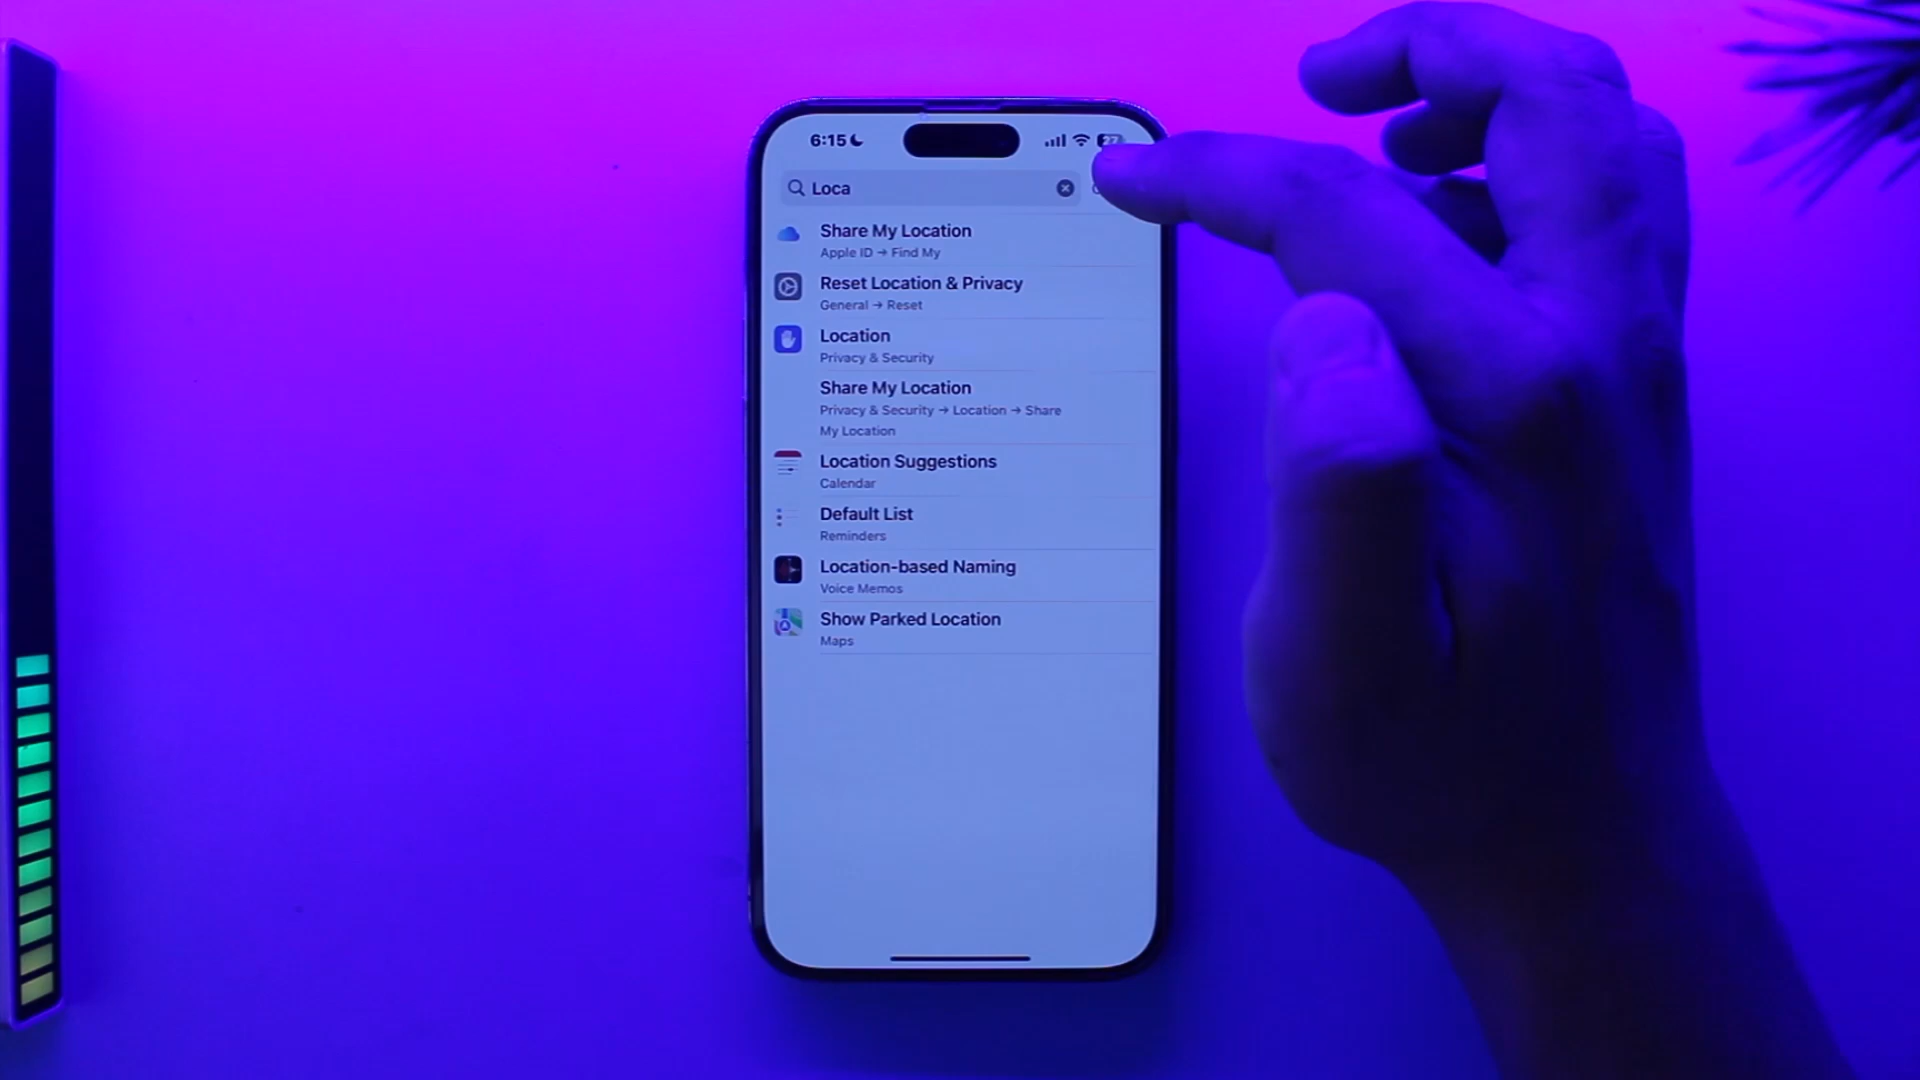 6:15
27
Loca
Share My Location
Apple ID → Find My
Reset Location & Privacy
General → Reset
Location
Privacy & Security
Share My Location
Privacy & Security → Location → Share
My Location
Location Suggestions
Calendar
Default List
Reminders
Location-based Naming
Voice Memos
Show Parked Location
Maps